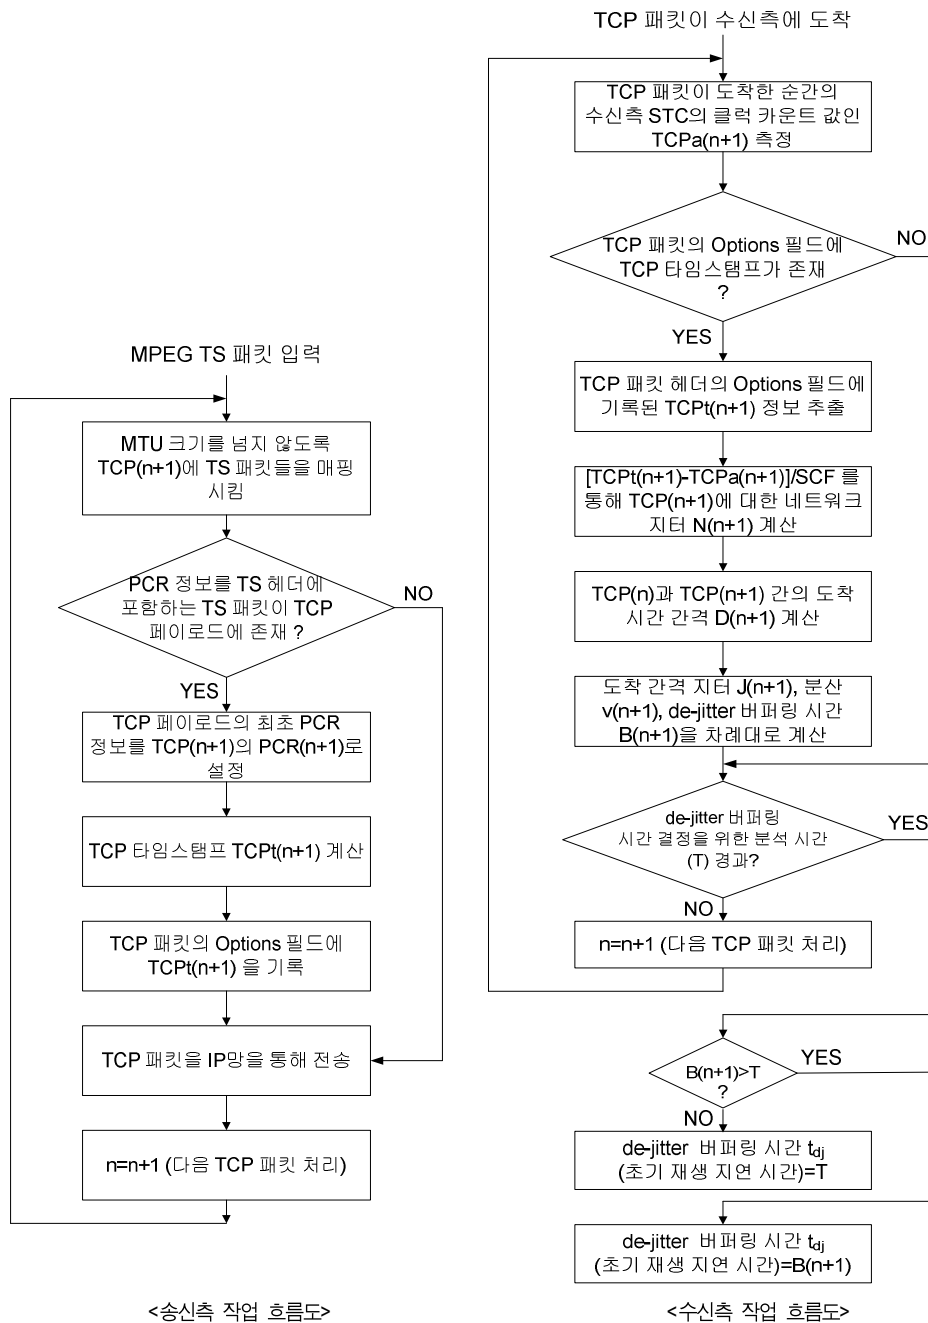 MPEG TS 패킷 입력
MTU 크기를 넘지 않도록
TCP(n+1)에 TS 패킷들을 매핑
시킴
PCR 정보를 TS 헤더에
포함하는 TS 패킷이 TCP
페이로드에 존재 ?
NO
YES
TCP 페이로드의 최초 PCR
정보를 TCP(n+1)의 PCR(n+1)로
설정
TCP 타임스탬프 TCPt(n+1) 계산
TCP 패킷의 Options 필드에
TCPt(n+1) 을 기록
TCP 패킷을 IP망을 통해 전송
n=n+1 (다음 TCP 패킷 처리)
<송신측 작업 흐름도>
TCP 패킷이 수신측에 도착
TCP 패킷이 도착한 순간의
수신측 STC의 클럭 카운트 값인
TCPa(n+1) 측정
TCP 패킷의 Options 필드에
TCP 타임스탬프가 존재
?
NO
YES
TCP 패킷 헤더의 Options 필드에
기록된 TCPt(n+1) 정보 추출
[TCPt(n+1)-TCPa(n+1)]/SCF 를
통해 TCP(n+1)에 대한 네트워크
지터 N(n+1) 계산
TCP(n)과 TCP(n+1) 간의 도착
시간 간격 D(n+1) 계산
도착 간격 지터 J(n+1), 분산
v(n+1), de-jitter 버퍼링 시간
B(n+1)을 차례대로 계산
de-jitter 버퍼링
시간 결정을 위한 분석 시간
(T) 경과?
YES
NO
n=n+1 (다음 TCP 패킷 처리)
B(n+1)>T
?
YES
NO
de-jitter 버퍼링 시간 tdj
(초기 재생 지연 시간)=T
de-jitter 버퍼링 시간 tdj
(초기 재생 지연 시간)=B(n+1)
<수신측 작업 흐름도>